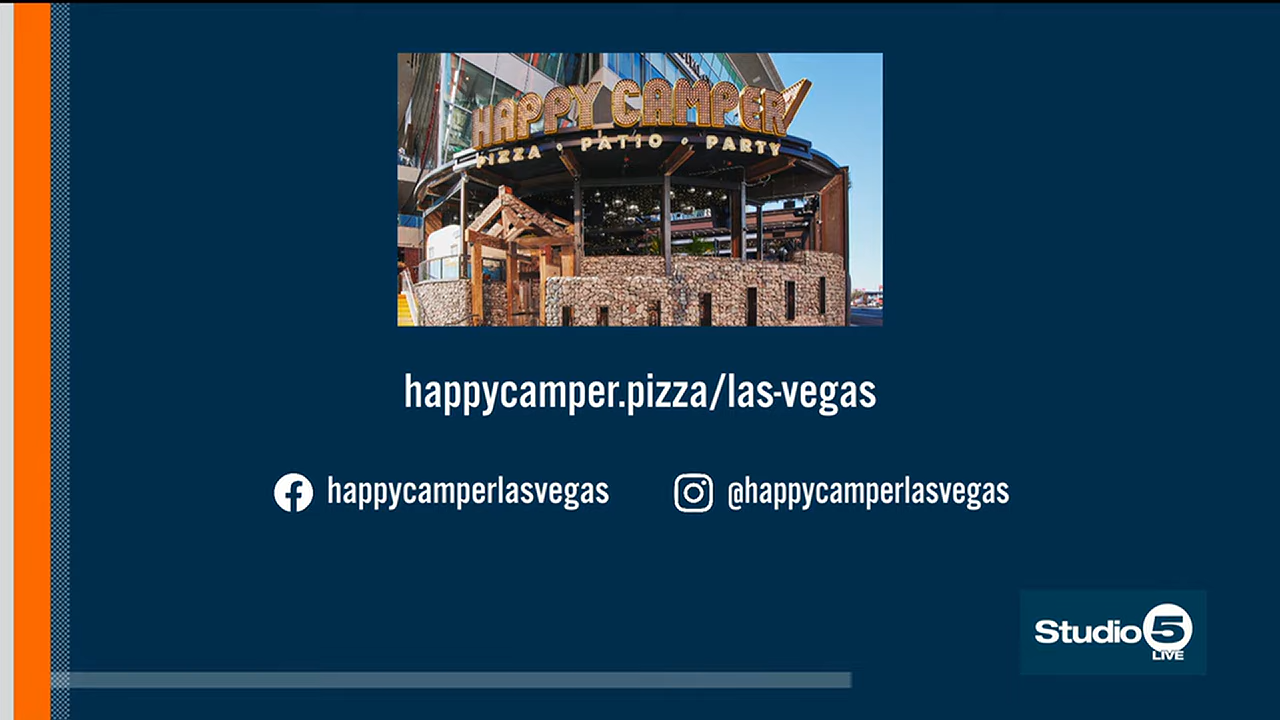 HAPPY CAMPER
PIZZA • PATIO • PARTY
happycamper.pizza/las-vegas
happycamperlasvegas
@happycamperlasvegas
Studio 5
LIVE